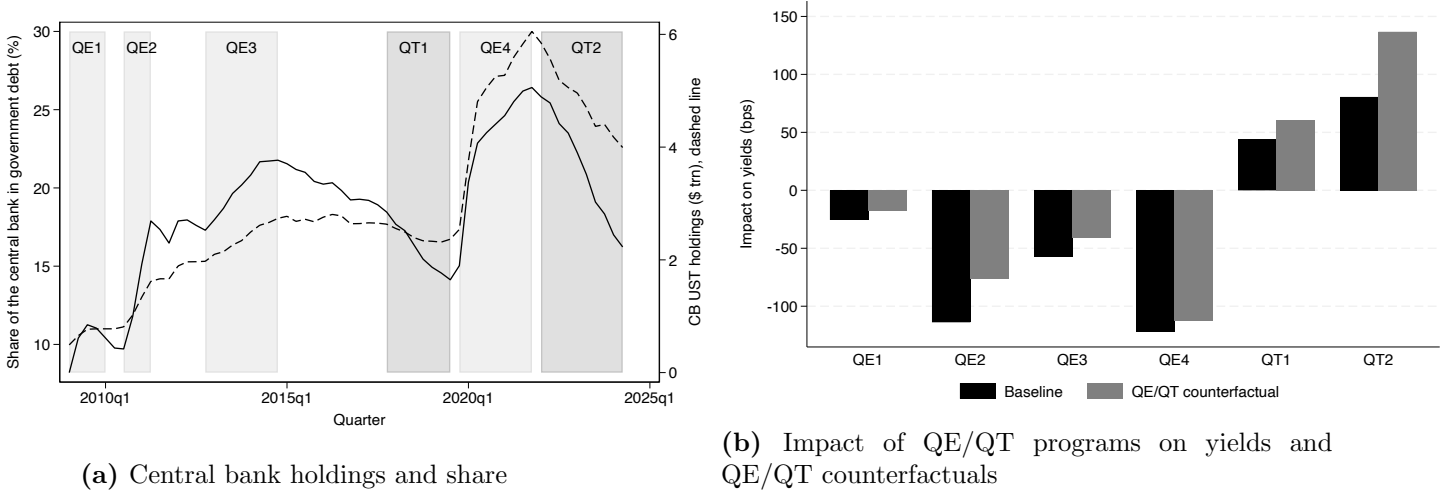 Share of the central bank in government debt (%)
30
25
20
15
10
QE1
QE2
QE3
QT1
QE4
QT2
6
4
2
0
CB UST holdings ($ trn), dashed line
2010q1
2015q1
2020q1
2025q1
Quarter
(a) Central bank holdings and share
Impact on yields (bps)
150
100
50
0
-50
-100
QE1
QE2
QE3
QE4
QT1
QT2
Baseline
QE/QT counterfactual
(b) Impact of QE/QT programs on yields and
QE/QT counterfactuals